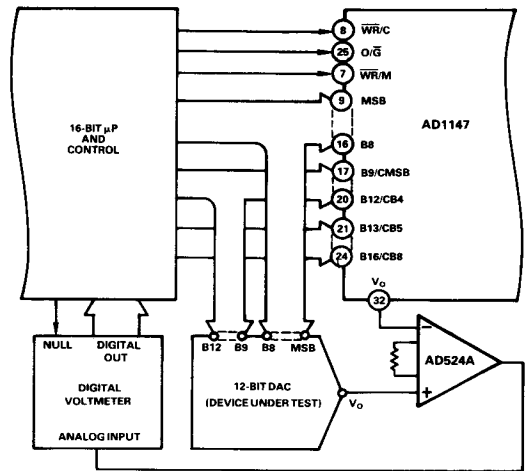 8 W̅R̅/C
25 O/G̅
7 W̅R̅/M
9 MSB
16-BIT μP
AND
CONTROL
AD1147
16 B8
17 B9/CMSB
20 B12/CB4
21 B13/CB5
24 B16/CB8
VO
32
NULL DIGITAL
OUT
B12 B9 B8 MSB
AD524A
−
+
DIGITAL
VOLTMETER
12-BIT DAC
(DEVICE UNDER TEST)
VO
ANALOG INPUT